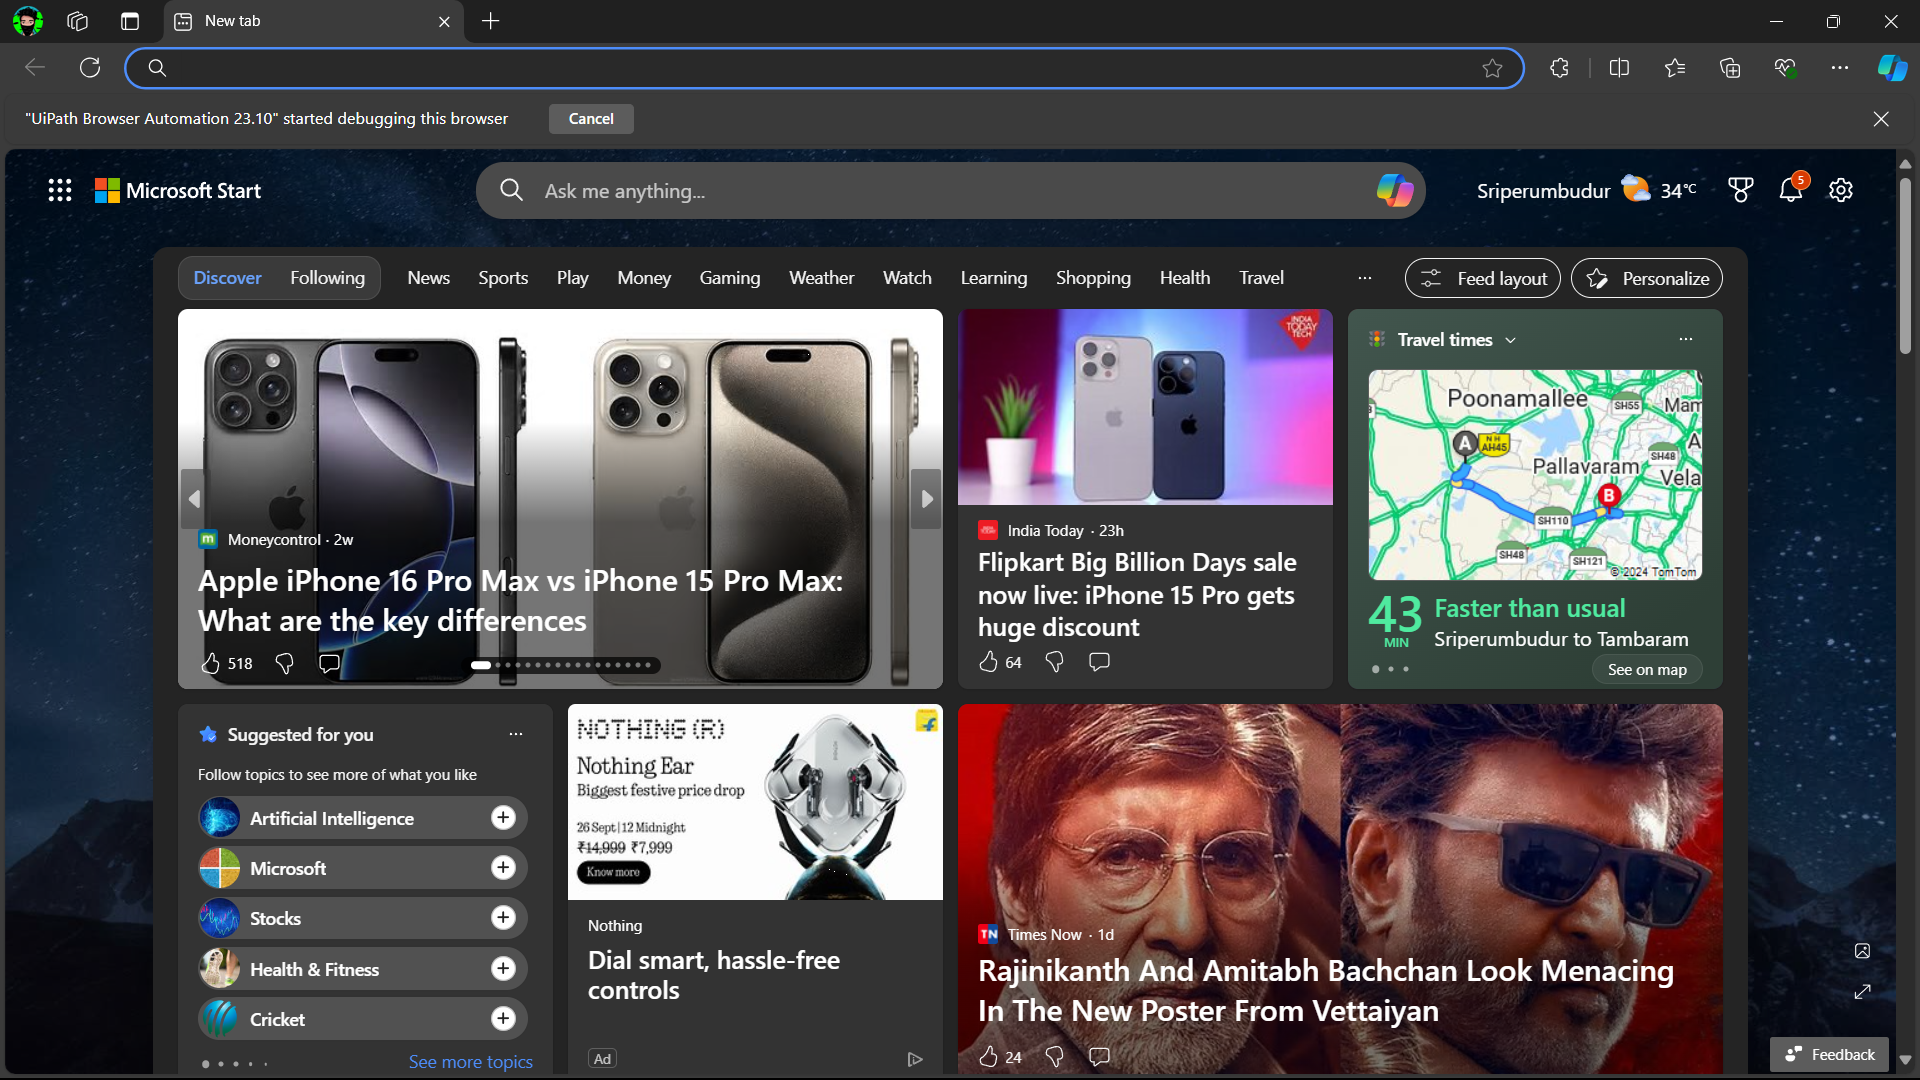 New tab
"UiPath Browser Automation 23.10" started debugging this browser
Cancel
Microsoft Start
Ask me anything...
Sriperumbudur
34°C
5
Discover
Following
News
Sports
Play
Money
Gaming
Weather
Watch
Learning
Shopping
Health
Travel
...
Feed layout
Personalize
m Moneycontrol · 2w
Apple iPhone 16 Pro Max vs iPhone 15 Pro Max:
What are the key differences
518
INDIA
TODAY
TECH
India Today · 23h
Flipkart Big Billion Days sale
now live: iPhone 15 Pro gets
huge discount
64
Travel times
...
Poonamallee
SH55
Mam
A
NH
AH45
A
Pallavaram
SH48
Vela
B
SH110
SH48
SH121
© 2024 TomTom
43
MIN
Faster than usual
Sriperumbudur to Tambaram
See on map
Suggested for you
...
Follow topics to see more of what you like
Artificial Intelligence
Microsoft
Stocks
Health & Fitness
Cricket
See more topics
NOTHING (R)
Nothing Ear
Biggest festive price drop
26 Sept | 12 Midnight
₹14,999 ₹7,999
Know more
Nothing
Dial smart, hassle-free
controls
Ad
TN Times Now · 1d
Rajinikanth And Amitabh Bachchan Look Menacing
In The New Poster From Vettaiyan
24
Feedback